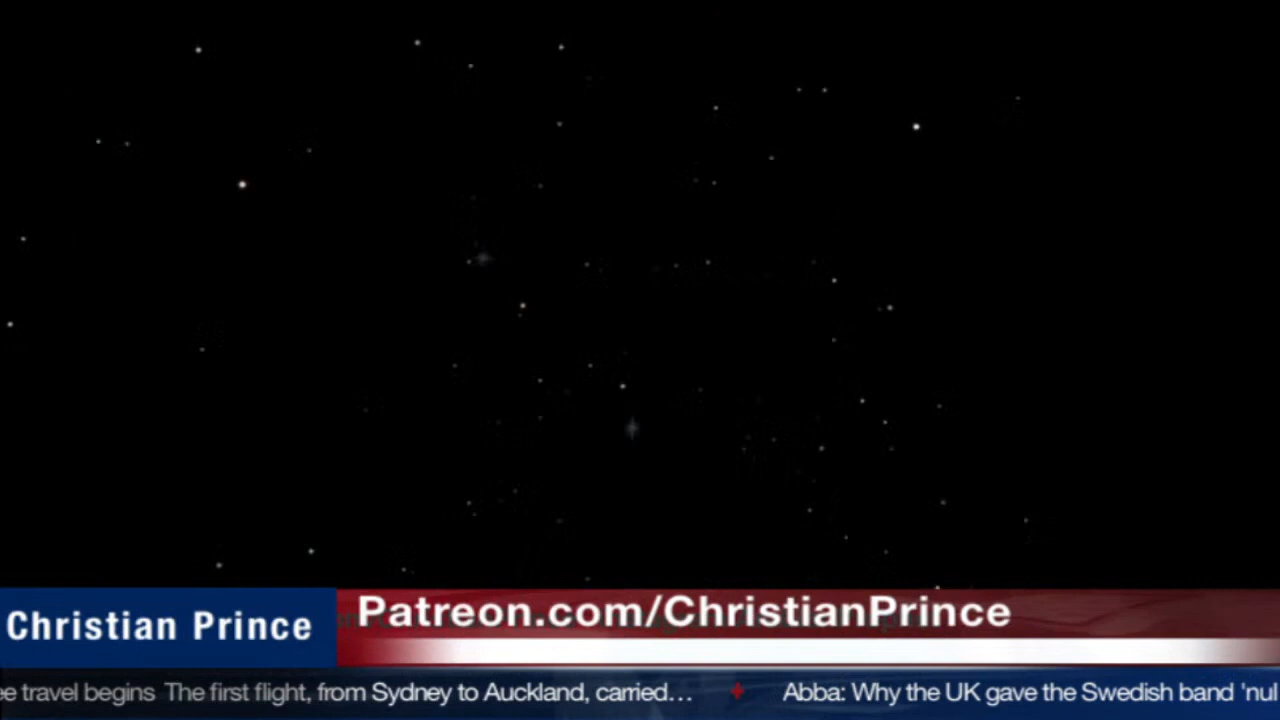 Patreon.com/ChristianPrince
Christian Prince
e travel begins The first flight, from Sydney to Auckland, carried... Abba: Why the UK gave the Swedish band 'nul